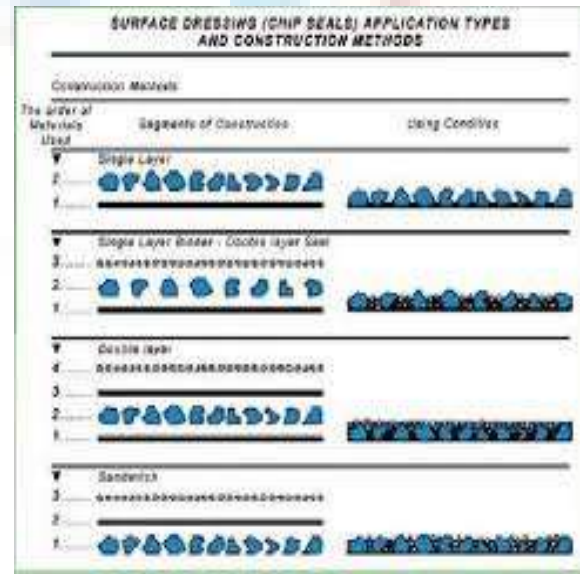 SURFACE DRESSING (CHIP SEALS) APPLICATION TYPES
AND CONSTRUCTION METHODS
Construction Methods
The order of
Materials
Used
Segments of Construction
Using Condition
Single Layer
2
1
Single Layer Binder - Double layer Seal
3
2
1
Double layer
4
3
2
1
Sandwich
3
2
1